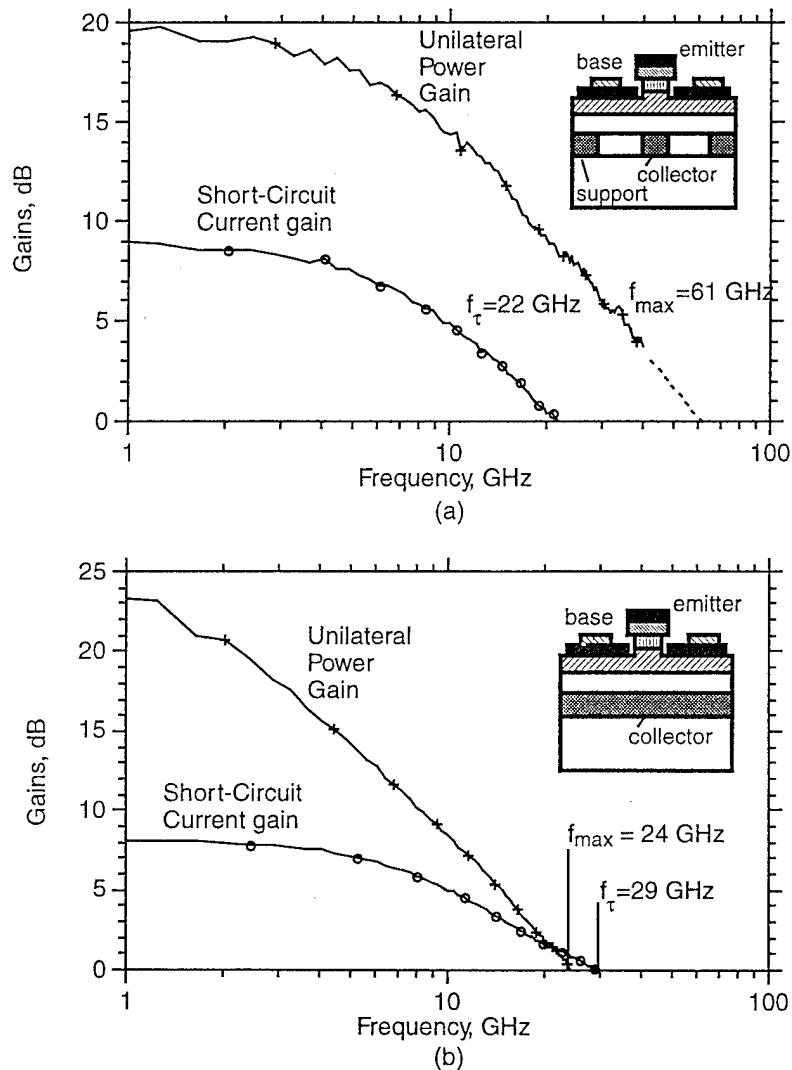 20
15
10
5
0
Gains, dB
Unilateral
Power
Gain
Short-Circuit
Current gain
fτ=22 GHz
fmax=61 GHz
base
emitter
collector
support
1
10
100
Frequency, GHz
(a)
25
20
15
10
5
0
Gains, dB
Unilateral
Power
Gain
Short-Circuit
Current gain
base
emitter
collector
fmax = 24 GHz
fτ=29 GHz
1
10
100
Frequency, GHz
(b)